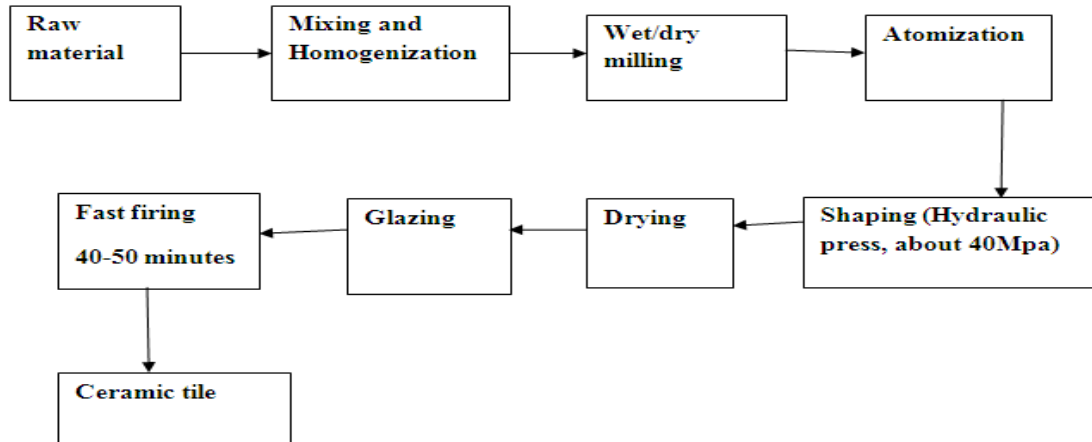 Raw
material
Mixing and
Homogenization
Wet/dry
milling
Atomization
Shaping (Hydraulic
press, about 40Mpa)
Drying
Glazing
Fast firing
40-50 minutes
Ceramic tile